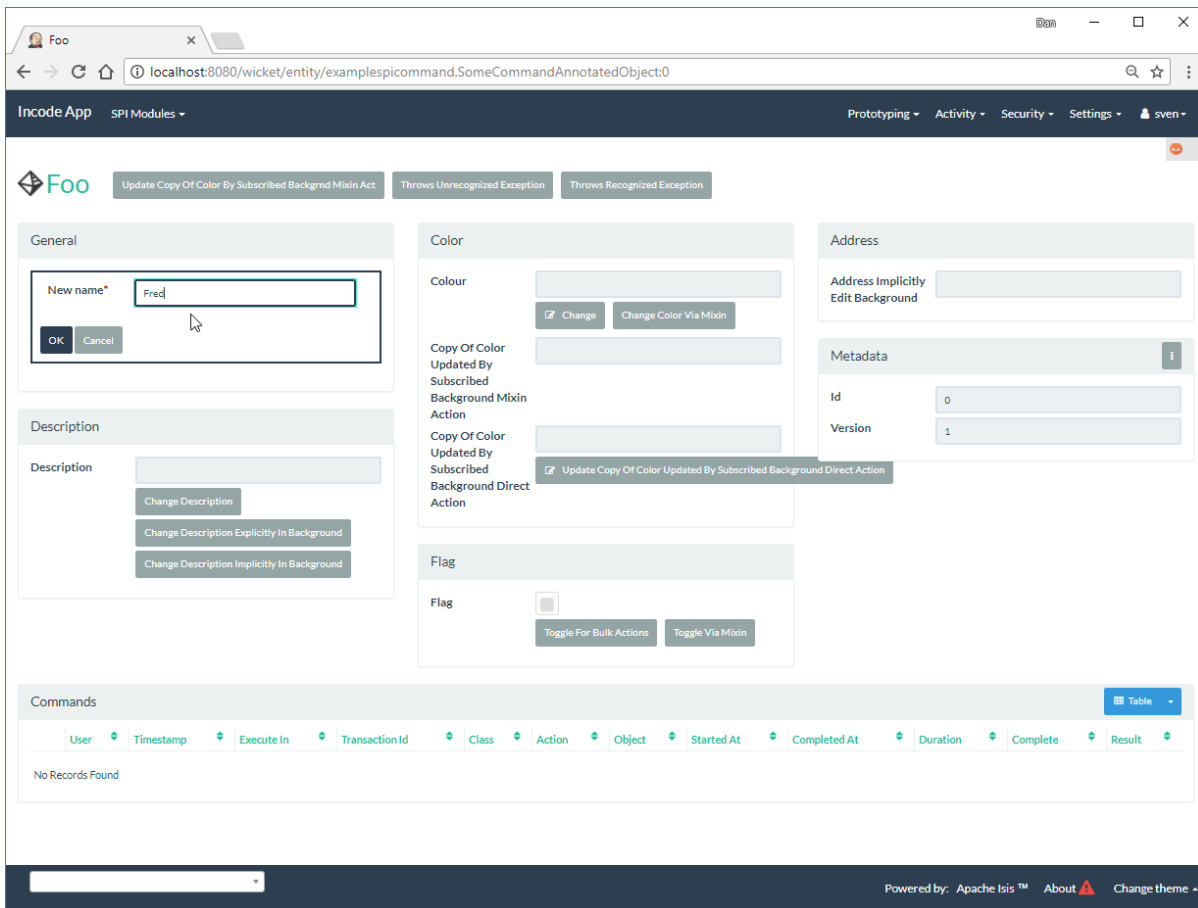 Dan
Foo
localhost:8080/wicket/entity/examplespicommand.SomeCommandAnnotatedObject:0
Incode App SPI Modules Prototyping Activity Security Settings sven
Foo Update Copy Of Color By Subscribed Backgrnd Mixin Act Throws Unrecognized Exception Throws Recognized Exception
General
New name* Fred
OK Cancel
Description
Description
Change Description
Change Description Explicitly In Background
Change Description Implicitly In Background
Color
Colour
Change Change Color Via Mixin
Copy Of Color
Updated By
Subscribed
Background Mixin
Action
Copy Of Color
Updated By
Subscribed
Background Direct
Action
Update Copy Of Color Updated By Subscribed Background Direct Action
Flag
Flag
Toggle For Bulk Actions Toggle Via Mixin
Address
Address Implicitly
Edit Background
Metadata
Id 0
Version 1
Commands Table
User Timestamp Execute In Transaction Id Class Action Object Started At Completed At Duration Complete Result
No Records Found
Powered by: Apache Isis ™ About Change theme